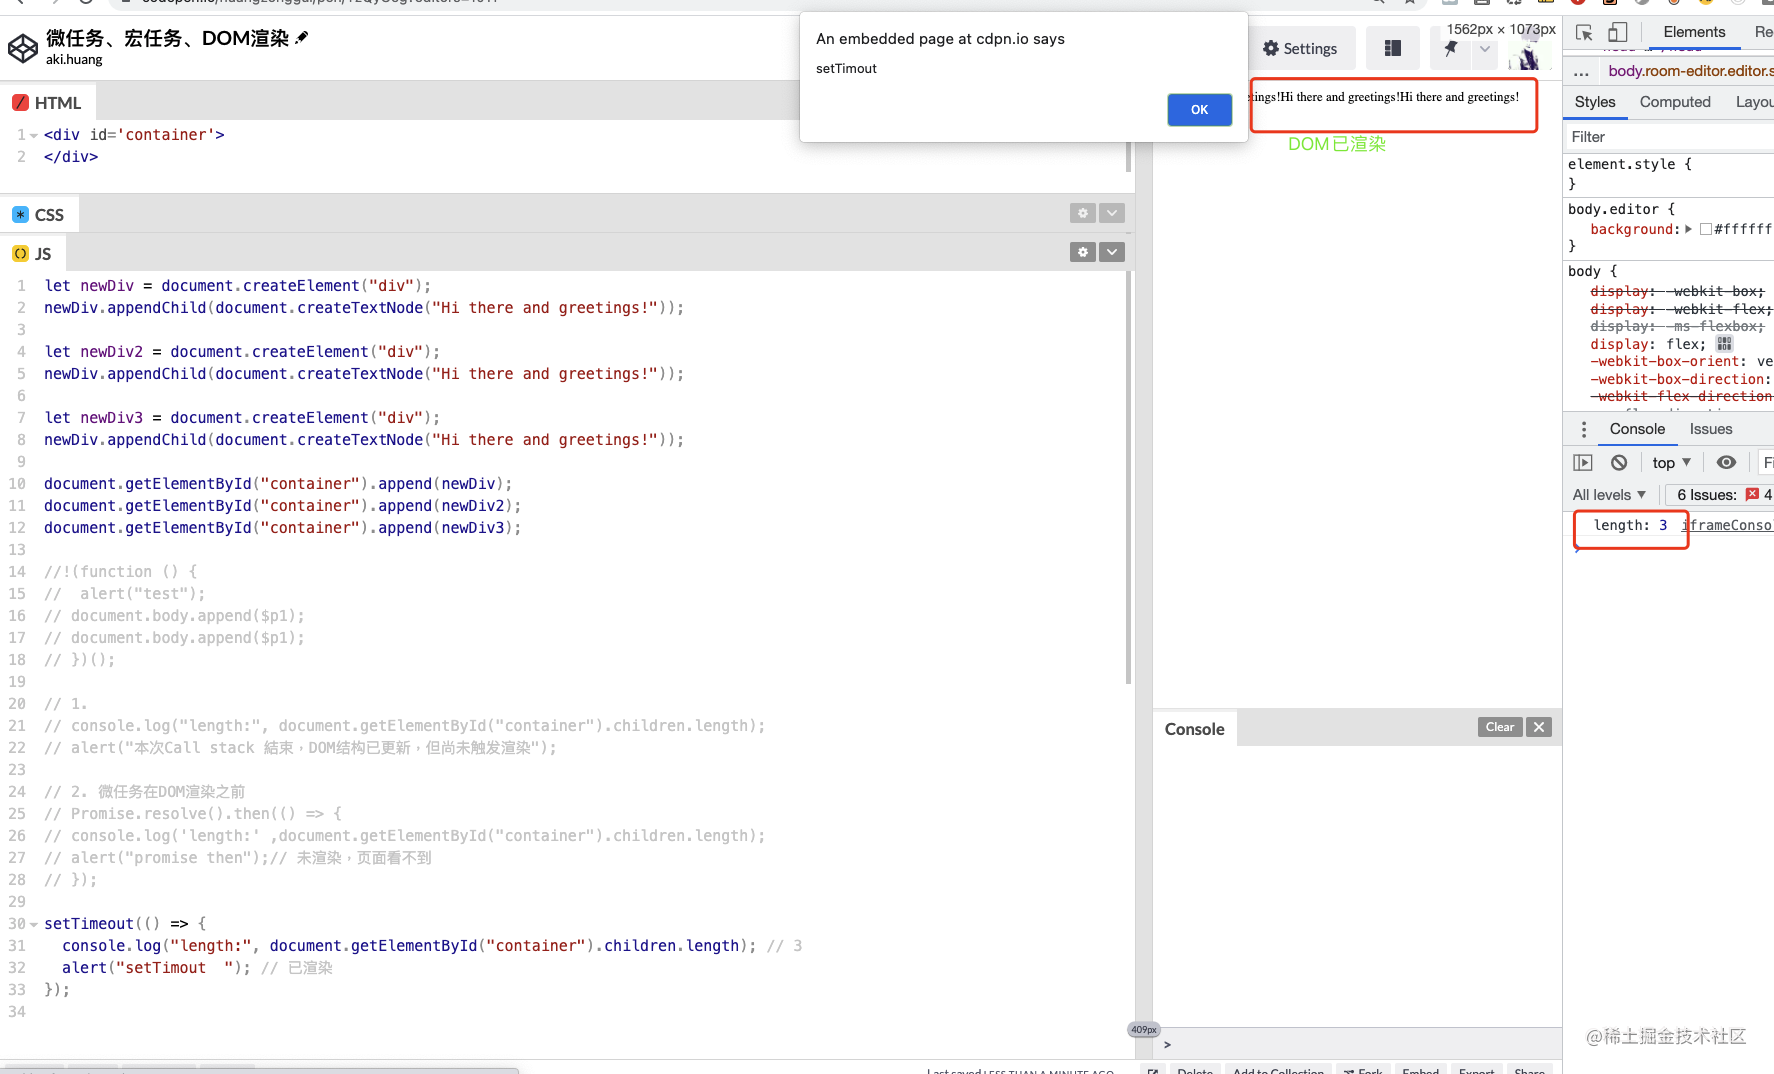 微任务、宏任务、DOM渲染
aki.huang
An embedded page at cdpn.io says
setTimout
OK
Settings
1562px × 1073px
Elements
Re
body.room-editor.editor.s
HTML
1 <div id='container'>
2 </div>
etings!Hi there and greetings!Hi there and greetings!
DOM已渲染
Styles
Computed
Layou
Filter
element.style {
}
body.editor {
background: #ffffff
}
body {
display: -webkit-box;
display: -webkit-flex;
display: -ms-flexbox;
display: flex;
-webkit-box-orient: ve
-webkit-box-direction:
-webkit-flex-direction
CSS
JS
1 let newDiv = document.createElement("div");
2 newDiv.appendChild(document.createTextNode("Hi there and greetings!"));
3
4 let newDiv2 = document.createElement("div");
5 newDiv.appendChild(document.createTextNode("Hi there and greetings!"));
6
7 let newDiv3 = document.createElement("div");
8 newDiv.appendChild(document.createTextNode("Hi there and greetings!"));
9
10 document.getElementById("container").append(newDiv);
11 document.getElementById("container").append(newDiv2);
12 document.getElementById("container").append(newDiv3);
13
14 //!(function () {
15 //  alert("test");
16 // document.body.append($p1);
17 // document.body.append($p1);
18 // })();
19
20 // 1.
21 // console.log("length:", document.getElementById("container").children.length);
22 // alert("本次Call stack 結束，DOM结构已更新，但尚未触发渲染");
23
24 // 2. 微任务在DOM渲染之前
25 // Promise.resolve().then(() => {
26 // console.log('length:' ,document.getElementById("container").children.length);
27 // alert("promise then");// 未渲染，页面看不到
28 // });
29
30 setTimeout(() => {
31   console.log("length:", document.getElementById("container").children.length); // 3
32   alert("setTimout  "); // 已渲染
33 });
34
Console
Issues
top
Fi
All levels
6 Issues:
4
length: 3
iframeConso
Console
Clear
409px
>
@稀土掘金技术社区
Last saved LESS THAN A MINUTE AGO
Delete
Add to Collection
Fork
Embed
Export
Share